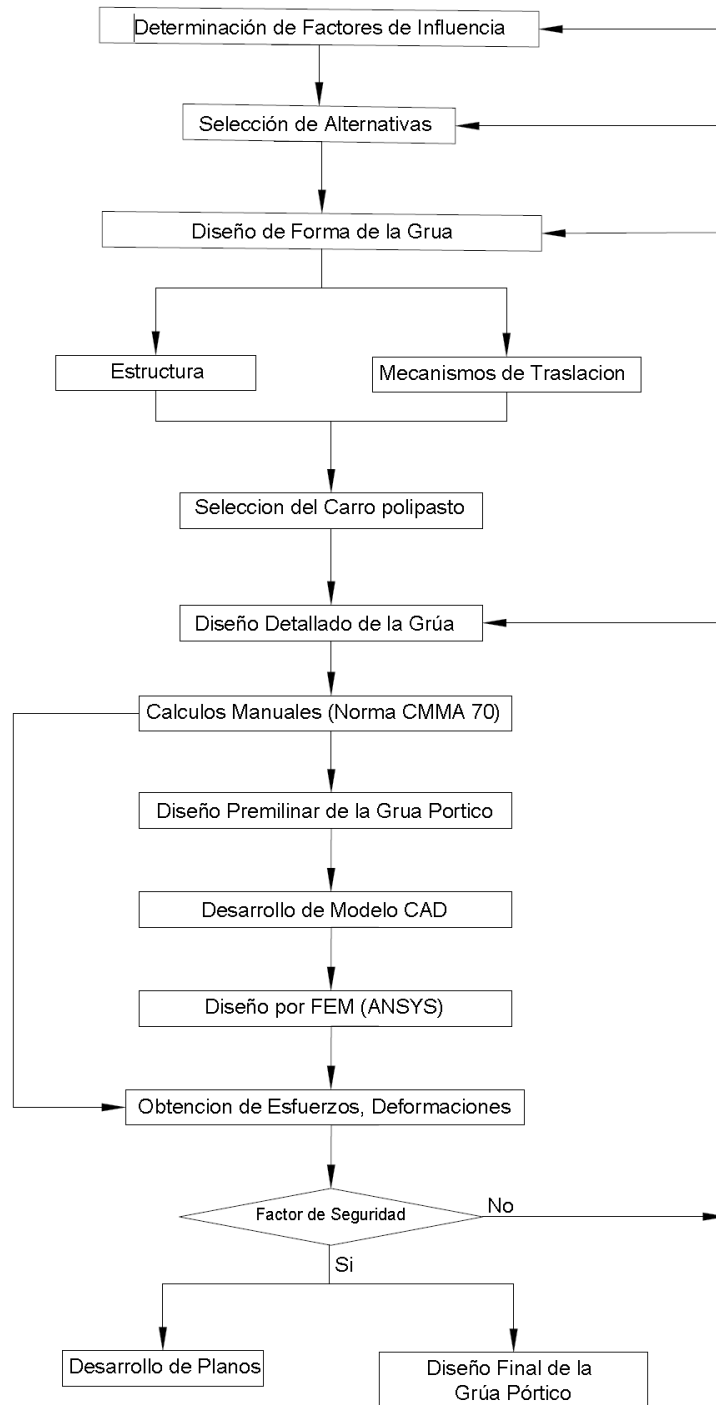 Determinación de Factores de Influencia
Selección de Alternativas
Diseño de Forma de la Grua
Estructura
Mecanismos de Traslacion
Seleccion del Carro polipasto
Diseño Detallado de la Grúa
Calculos Manuales (Norma CMMA 70)
Diseño Premilinar de la Grua Portico
Desarrollo de Modelo CAD
Diseño por FEM (ANSYS)
Obtencion de Esfuerzos, Deformaciones
Factor de Seguridad
No
Si
Desarrollo de Planos
Diseño Final de la
Grúa Pórtico